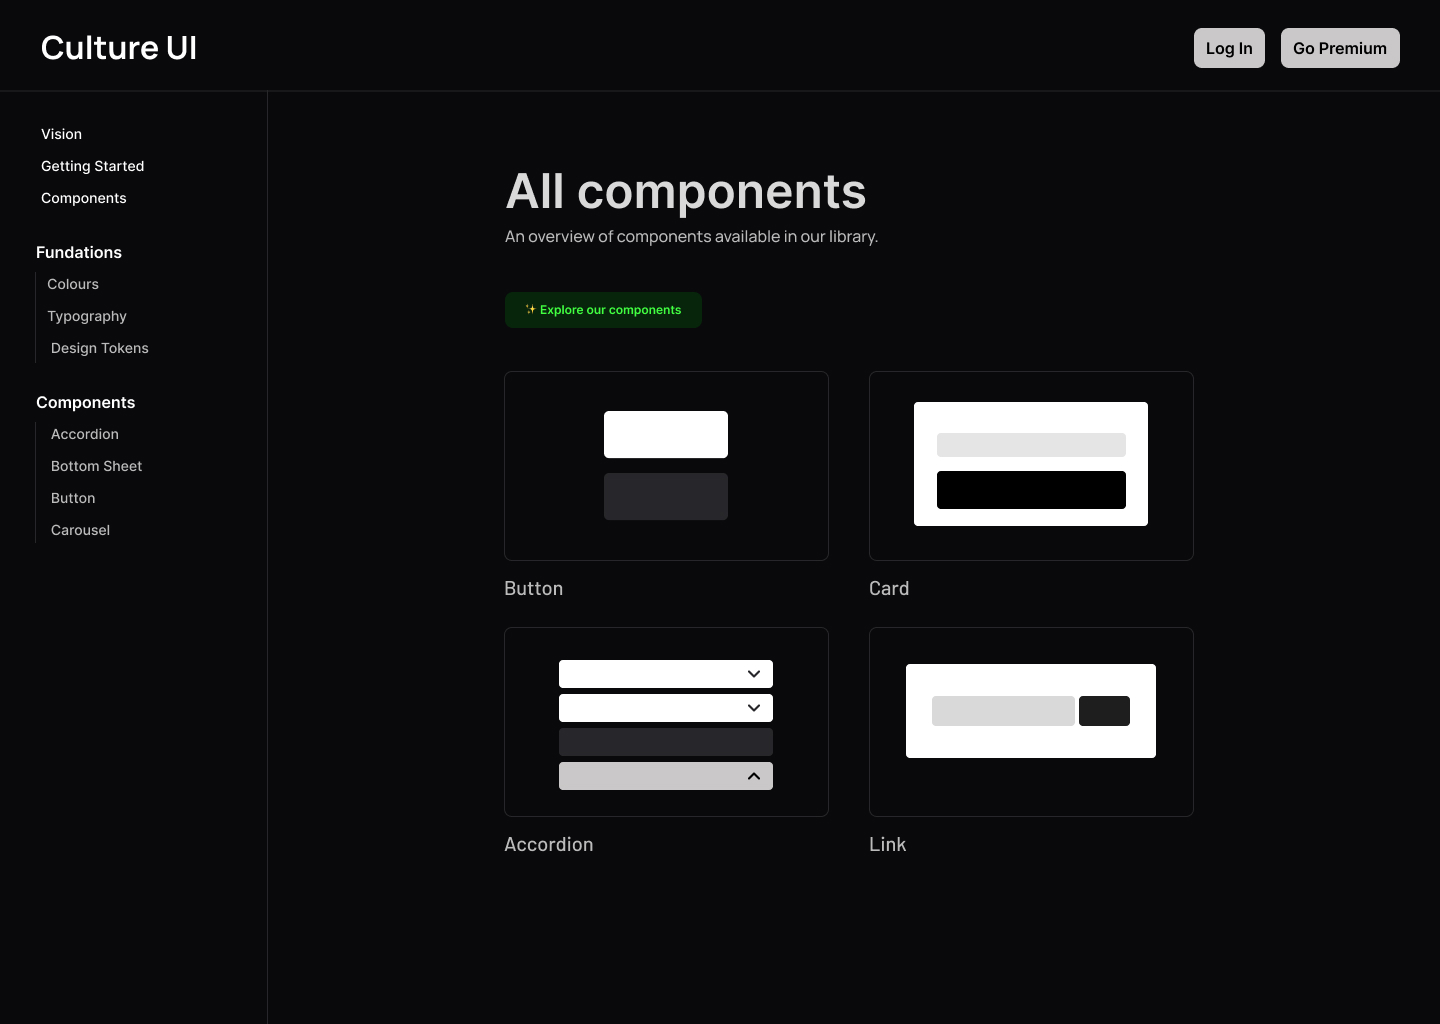 Culture UI
Log In
Go Premium
Vision
Getting Started
Components
Fundations
Colours
Typography
Design Tokens
Components
Accordion
Bottom Sheet
Button
Carousel
All components
An overview of components available in our library.
✨ Explore our components
Button
Card
Accordion
Link